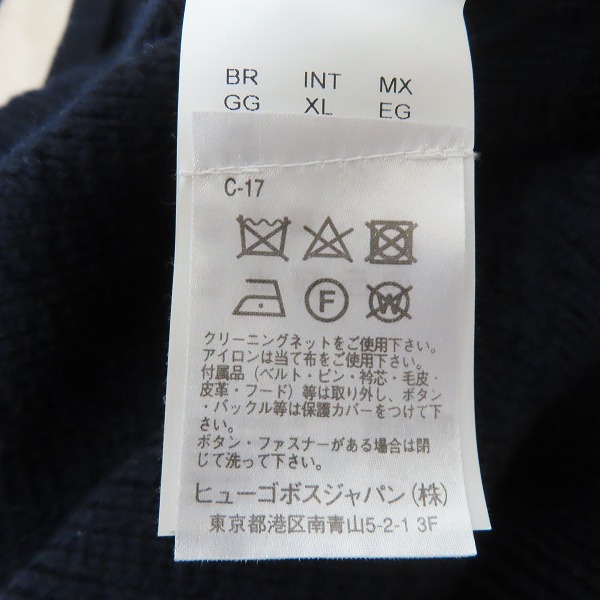 BR INT MX
GG XL EG
C-17
F W
クリーニングネットをご使用下さい。
アイロンは当て布をご使用下さい。
付属品（ベルト・ピン・衿芯・毛皮・
皮革・フード）等は取り外し、ボタン
・バックル等は保護カバーをつけて下
さい。
ボタン・ファスナーがある場合は閉
じて洗って下さい。
ヒューゴボスジャパン（株）
東京都港区南青山5-2-1 3F